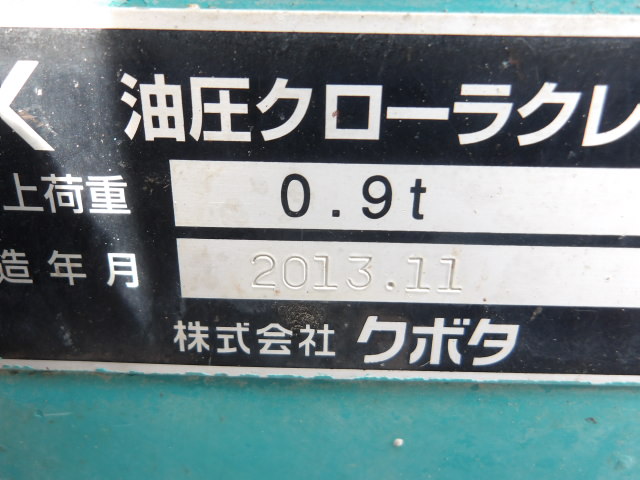 油圧クローラクレ
上荷重 0.9t
造年月 2013.11
株式会社 クボタ